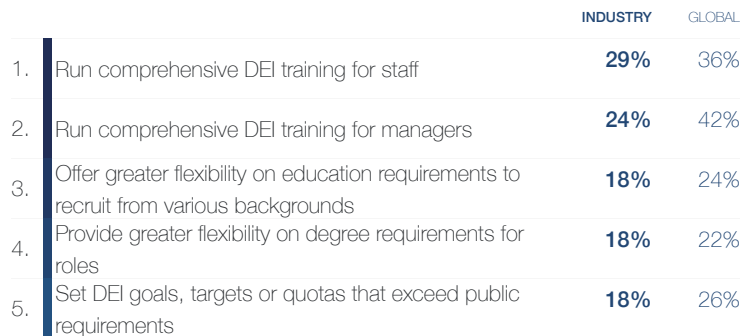 INDUSTRY GLOBAL
1. Run comprehensive DEI training for staff 29% 36%
2. Run comprehensive DEI training for managers 24% 42%
3. Offer greater flexibility on education requirements to
recruit from various backgrounds 18% 24%
4. Provide greater flexibility on degree requirements for
roles 18% 22%
5. Set DEI goals, targets or quotas that exceed public
requirements 18% 26%